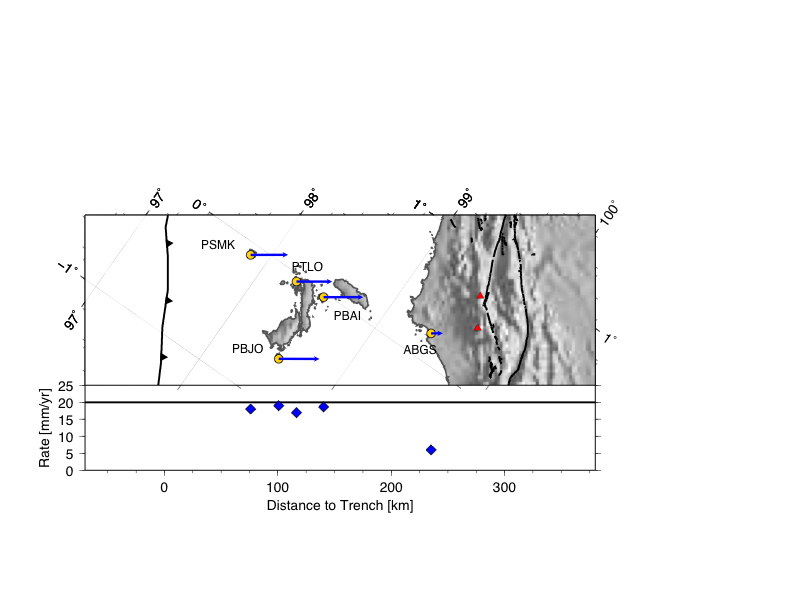 97° 0° 98° 1° 99° 100°
PSMK
PTLO
−1°
97°
PBAI
1°
PBJO
ABGS
25
20
15
10
5
0
Rate [mm/yr]
0 100 200 300
Distance to Trench [km]